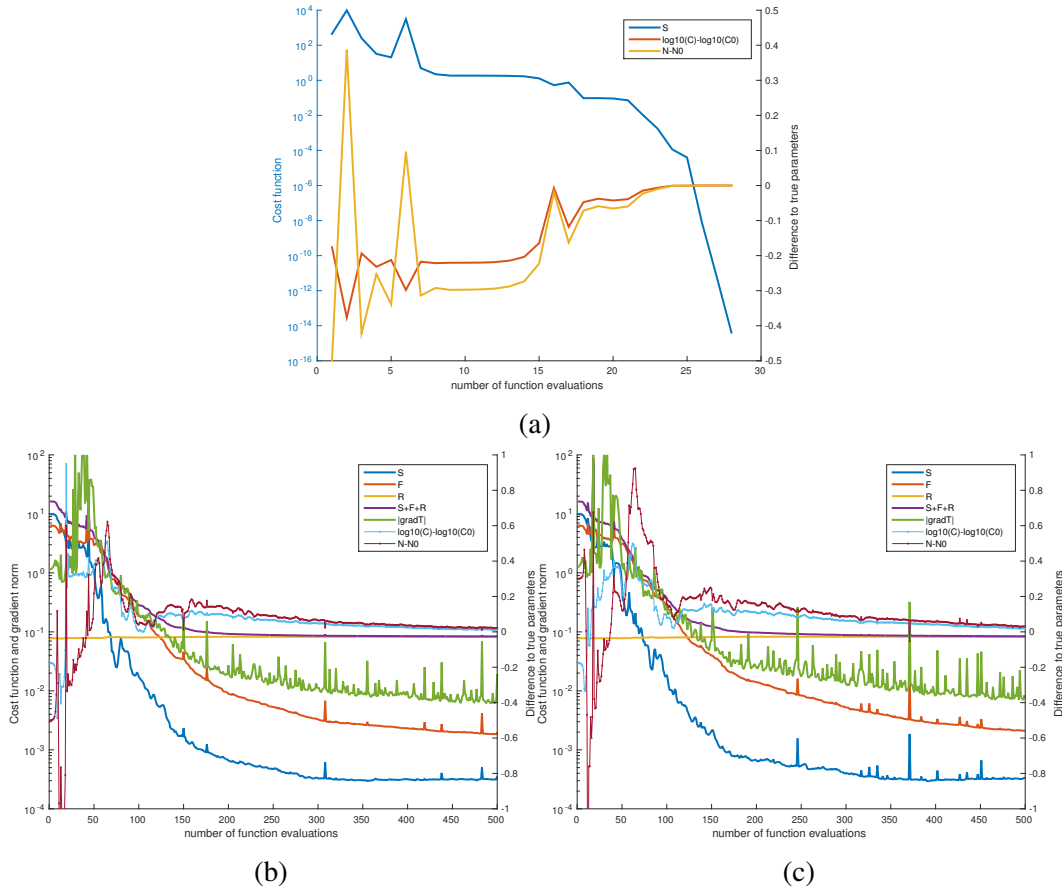 10^4
10^2
10^0
10^-2
10^-4
10^-6
10^-8
10^-10
10^-12
10^-14
10^-16
Cost function
0.5
0.4
0.3
0.2
0.1
0
-0.1
-0.2
-0.3
-0.4
-0.5
Difference to true parameters
S
log10(C)-log10(C0)
N-N0
0 5 10 15 20 25 30
number of function evaluations
(a)
10^2
10^1
10^0
10^-1
10^-2
10^-3
10^-4
Cost function and gradient norm
1
0.8
0.6
0.4
0.2
0
-0.2
-0.4
-0.6
-0.8
-1
Difference to true parameters
S
F
R
S+F+R
|gradT|
log10(C)-log10(C0)
N-N0
0 50 100 150 200 250 300 350 400 450 500
number of function evaluations
(b)
10^2
10^1
10^0
10^-1
10^-2
10^-3
10^-4
Cost function and gradient norm
1
0.8
0.6
0.4
0.2
0
-0.2
-0.4
-0.6
-0.8
-1
Difference to true parameters
S
F
R
S+F+R
|gradT|
log10(C)-log10(C0)
N-N0
0 50 100 150 200 250 300 350 400 450 500
number of function evaluations
(c)